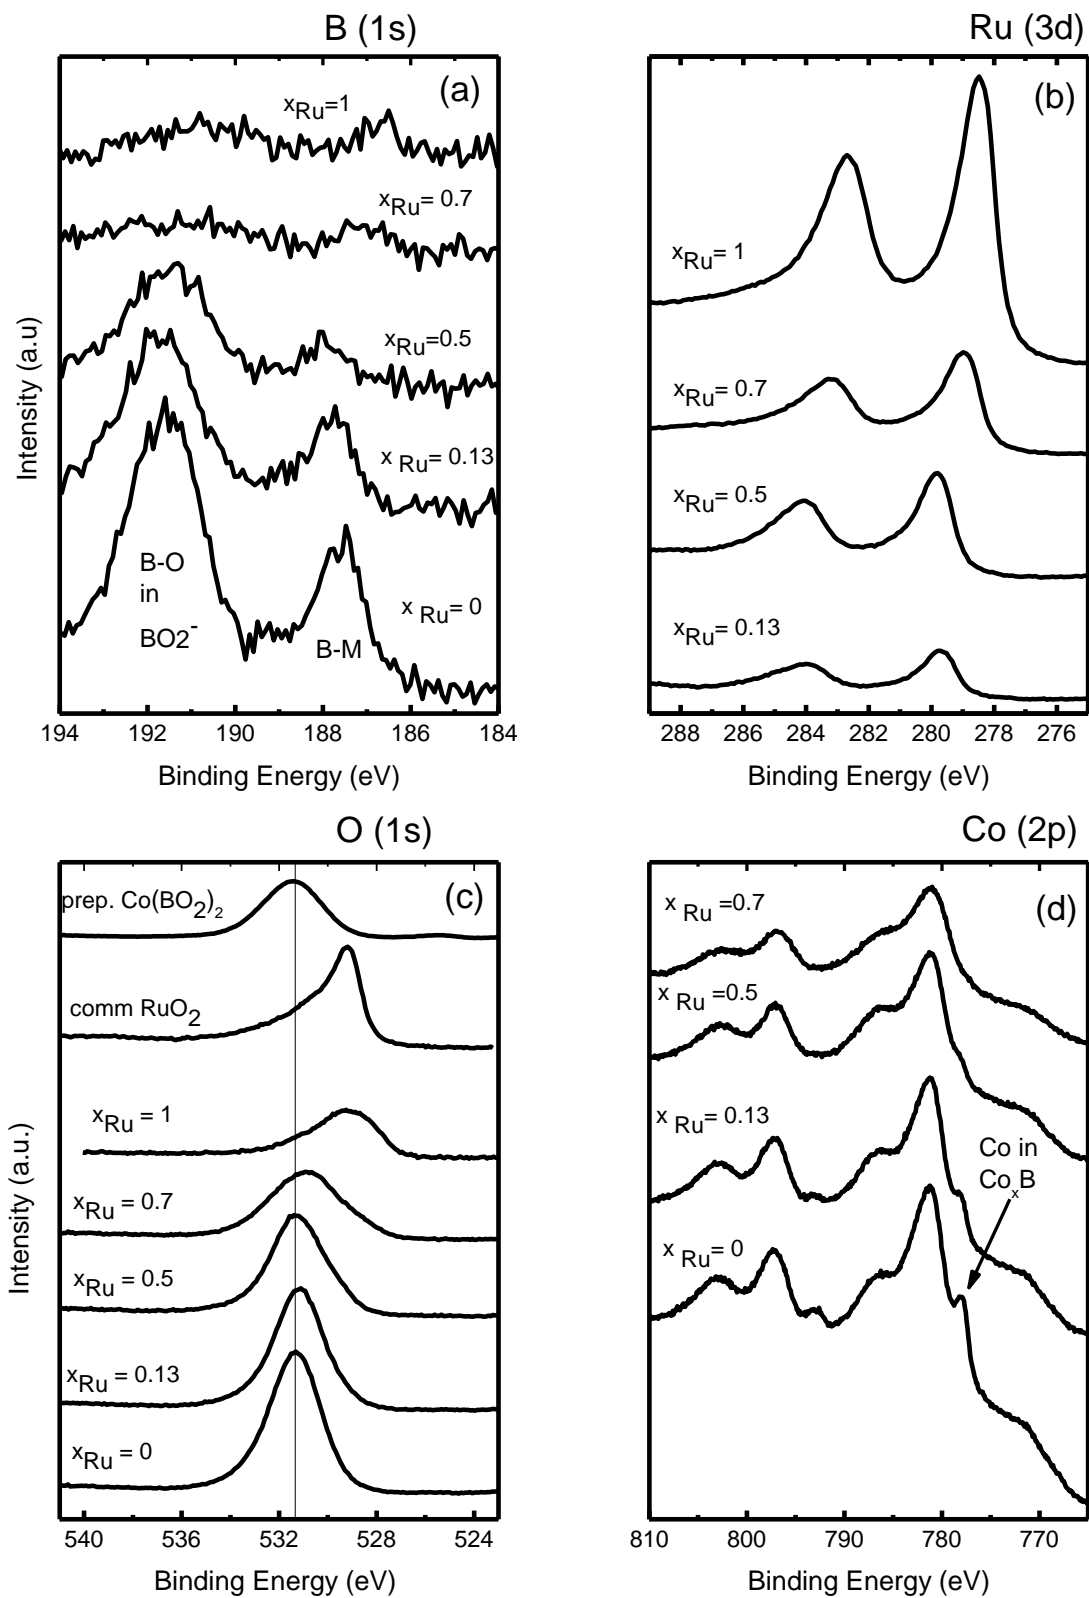 B (1s)
(a)
xRu=1
xRu= 0.7
xRu=0.5
x Ru= 0.13
x Ru= 0
B-O
in
BO2-
B-M
Intensity (a.u)
194 192 190 188 186 184
Binding Energy (eV)
Ru (3d)
(b)
xRu= 1
xRu= 0.7
xRu= 0.5
xRu= 0.13
288 286 284 282 280 278 276
Binding Energy (eV)
O (1s)
(c)
prep. Co(BO2)2
comm RuO2
xRu = 1
xRu = 0.7
xRu = 0.5
xRu = 0.13
xRu = 0
Intensity (a.u.)
540 536 532 528 524
Binding Energy (eV)
Co (2p)
(d)
x Ru =0.7
x Ru =0.5
x Ru= 0.13
Co in
CoxB
x Ru= 0
810 800 790 780 770
Binding Energy (eV)